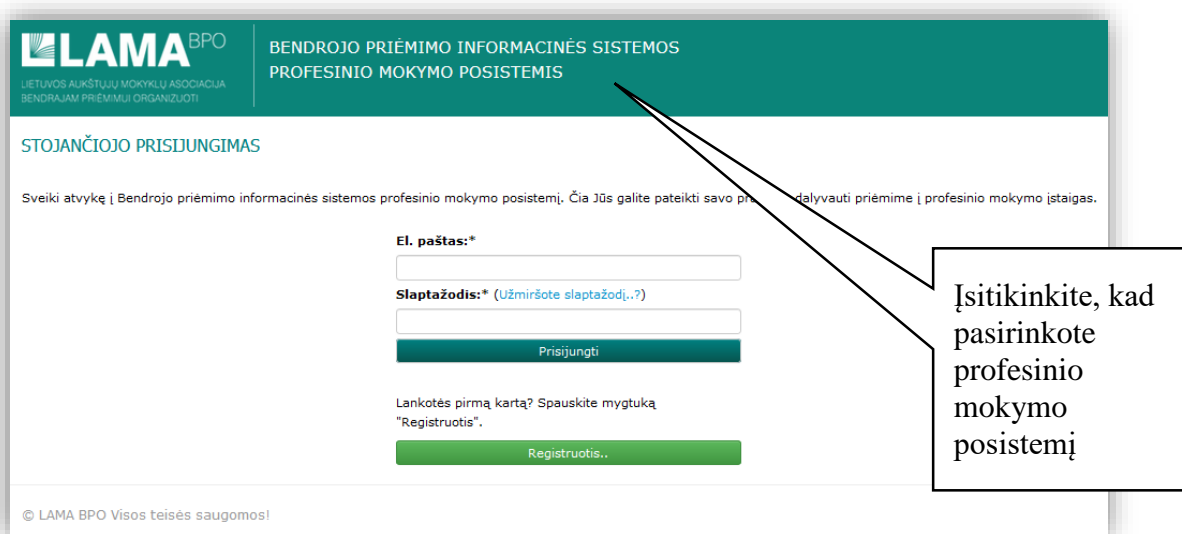 LAMA BPO
LIETUVOS AUKŠTŲJŲ MOKYKLŲ ASOCIACIJA
BENDRAJAM PRIĖMIMUI ORGANIZUOTI
BENDROJO PRIĖMIMO INFORMACINĖS SISTEMOS
PROFESINIO MOKYMO POSISTEMIS
STOJANČIOJO PRISIJUNGIMAS
Sveiki atvykę į Bendrojo priėmimo informacinės sistemos profesinio mokymo posistemį. Čia Jūs galite pateikti savo dalyvauti priėmime į profesinio mokymo įstaigas.
El. paštas:*
Slaptažodis:* (Užmiršote slaptažodį..?)
Prisijungti
Lankotės pirmą kartą? Spauskite mygtuką
"Registruotis".
Registruotis..
Įsitikinkite, kad
pasirinkote
profesinio
mokymo
posistemį
© LAMA BPO Visos teisės saugomos!